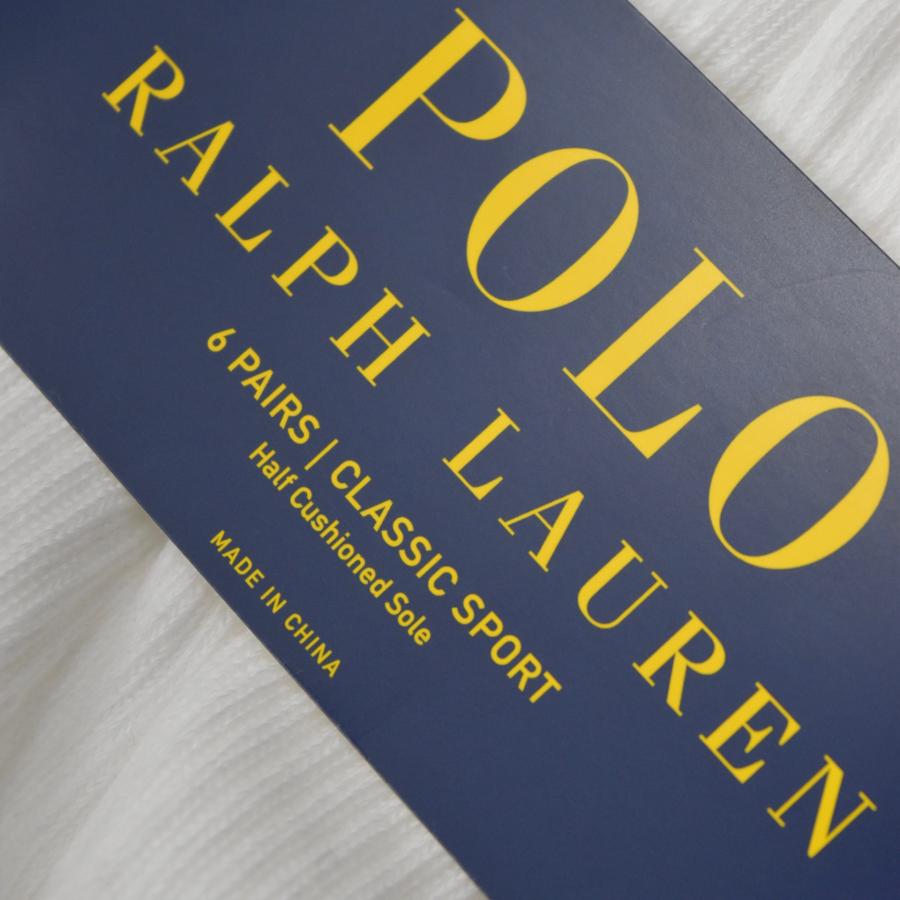 POLO
RALPH LAUREN
6 PAIRS | CLASSIC SPORT
Half Cushioned Sole
MADE IN CHINA